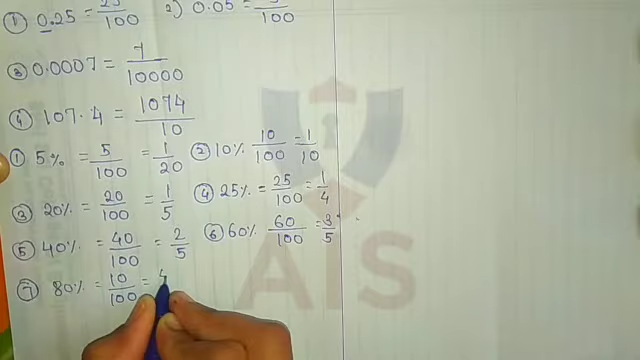 ① 0.25 = 25/100 2) 0.05 = 5/100
③ 0.0007 = 7/10000
④ 107.4 = 1074/10
① 5% = 5/100 = 1/20 ② 10% 10/100 = 1/10
③ 20% = 20/100 = 1/5 ④ 25% = 25/100 = 1/4
⑤ 40% = 40/100 = 2/5 ⑥ 60% 60/100 = 3/5
⑦ 80% = 10/100 = 4
AIS